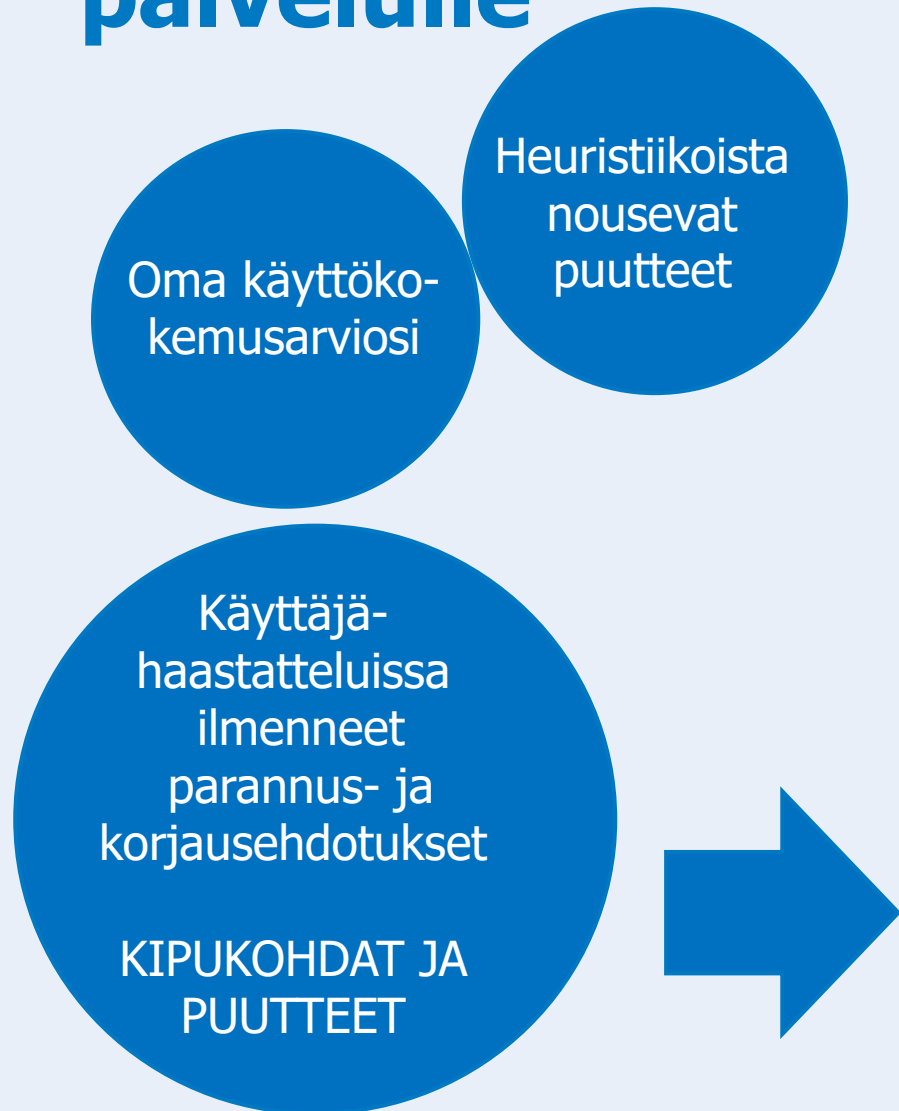 palvelulle
Heuristiikoista
nousevat
puutteet
Oma käyttöko-
kemusarviosi
Käyttäjä-
haastatteluissa
ilmenneet
parannus- ja
korjausehdotukset
KIPUKOHDAT JA
PUUTTEET